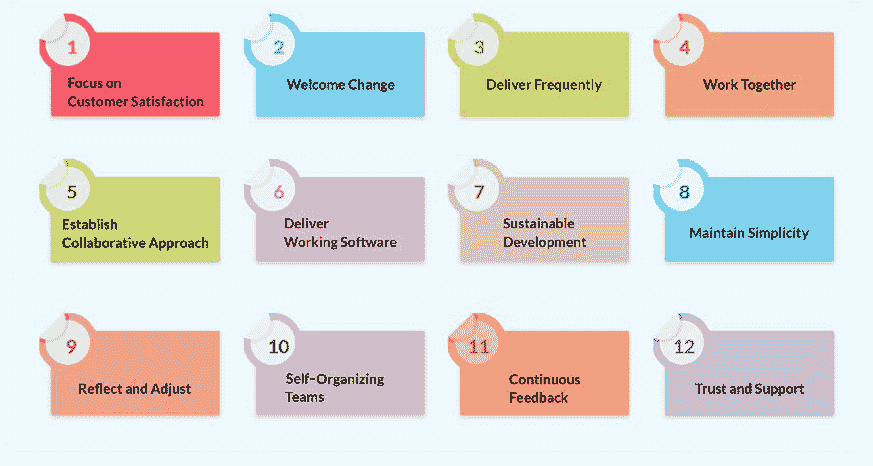 1
Focus on
Customer Satisfaction
2
Welcome Change
3
Deliver Frequently
4
Work Together
5
Establish
Collaborative Approach
6
Deliver
Working Software
7
Sustainable
Development
8
Maintain Simplicity
9
Reflect and Adjust
10
Self-Organizing
Teams
11
Continuous
Feedback
12
Trust and Support